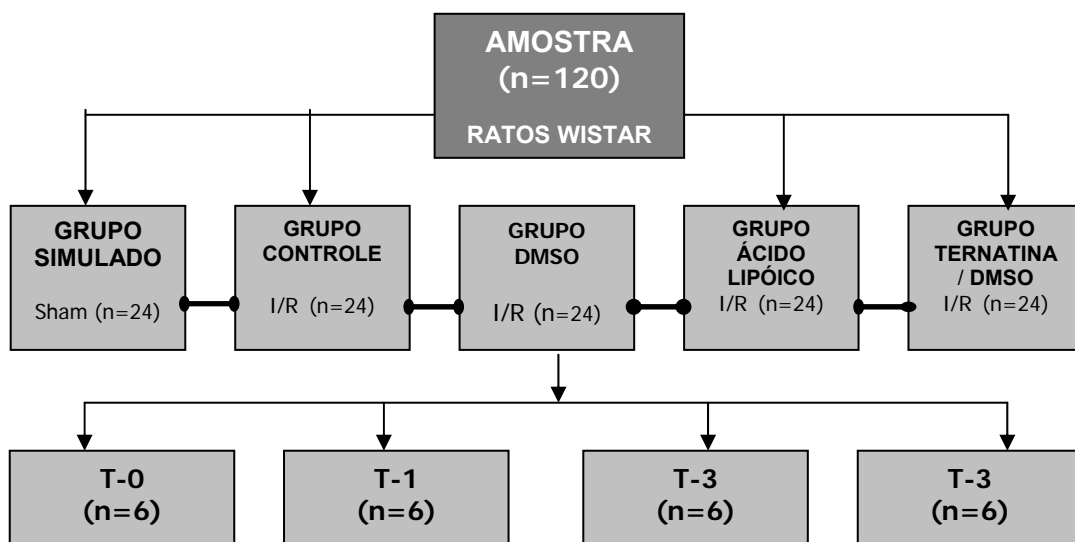 AMOSTRA
(n=120)
RATOS WISTAR
GRUPO
SIMULADO
Sham (n=24)
GRUPO
CONTROLE
I/R (n=24)
GRUPO
DMSO
I/R (n=24)
GRUPO
ÁCIDO
LIPÓICO
I/R (n=24)
GRUPO
TERNATINA
/ DMSO
I/R (n=24)
T-0
(n=6)
T-1
(n=6)
T-3
(n=6)
T-3
(n=6)